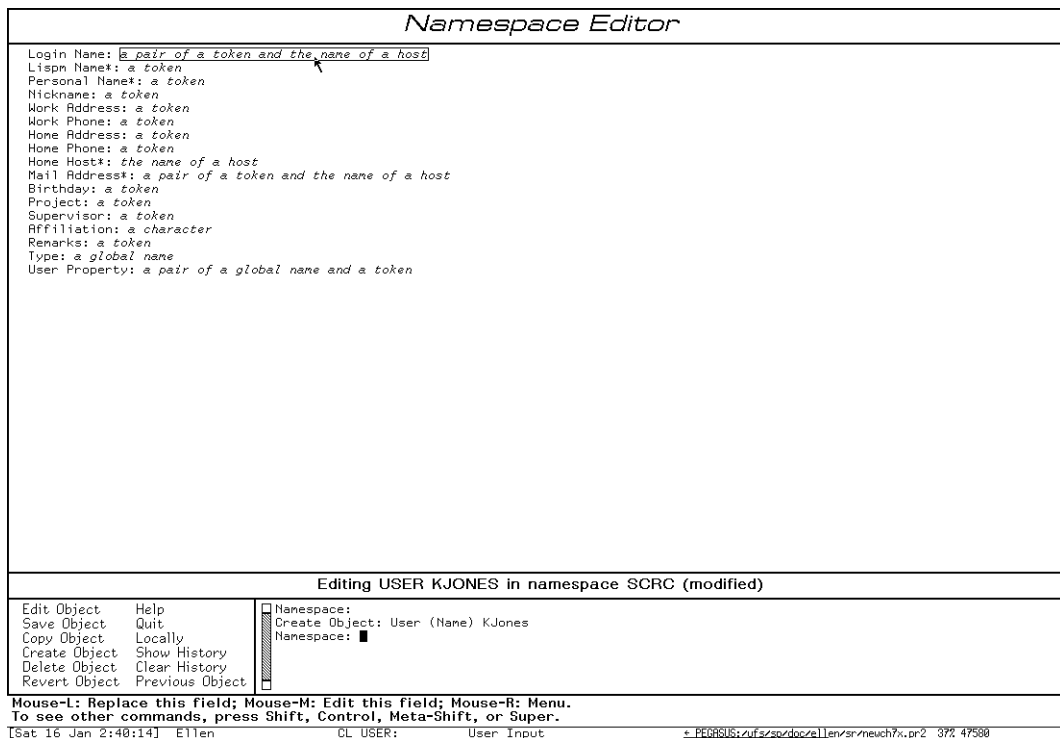 Namespace Editor
Login Name: a pair of a token and the name of a host
Lispm Name*: a token
Personal Name*: a token
Nickname: a token
Work Address: a token
Work Phone: a token
Home Address: a token
Home Phone: a token
Home Host*: the name of a host
Mail Address*: a pair of a token and the name of a host
Birthday: a token
Project: a token
Supervisor: a token
Affiliation: a character
Remarks: a token
Type: a global name
User Property: a pair of a global name and a token
Editing USER KJONES in namespace SCRC (modified)
Edit Object Help
Save Object Quit
Copy Object Locally
Create Object Show History
Delete Object Clear History
Revert Object Previous Object
Namespace:
Create Object: User (Name) KJones
Namespace:
Mouse-L: Replace this field; Mouse-M: Edit this field; Mouse-R: Menu.
To see other commands, press Shift, Control, Meta-Shift, or Super.
[Sat 16 Jan 2:40:14] Ellen CL USER: User Input ← PEGASUS:/ufs/sp/doc/ellen/sr/newch7x.pr2 37% 47580